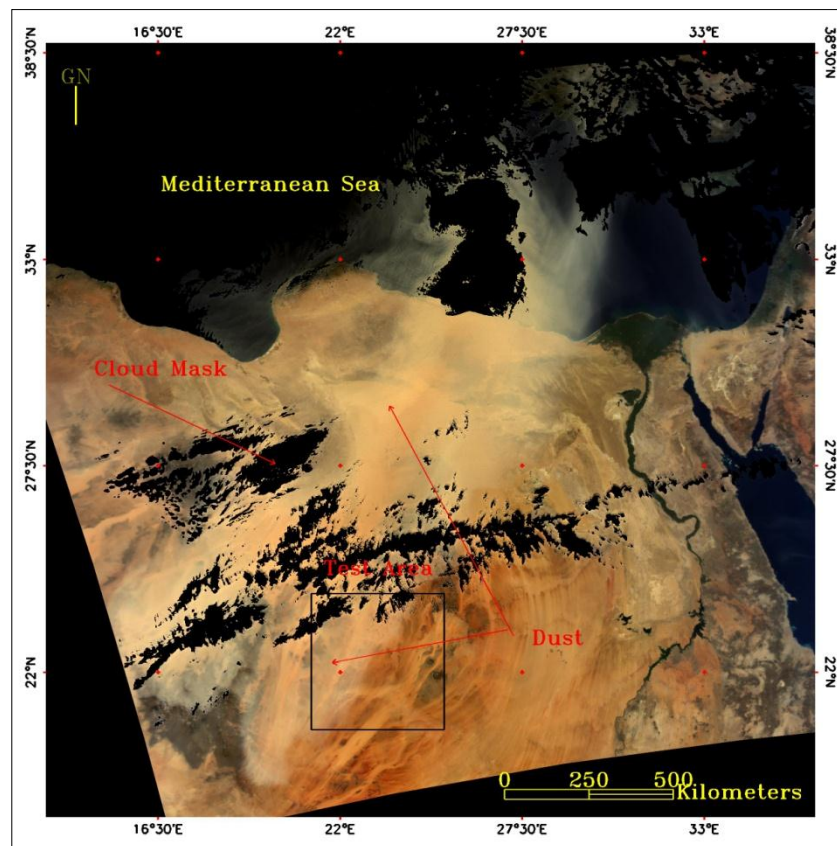 16°30'E 22°E 27°30'E 33°E
38°30'N 38°30'N
GN
Mediterranean Sea
33°N 33°N
Cloud Mask
27°30'N 27°30'N
Test Area
Dust
22°N 22°N
0 250 500
Kilometers
16°30'E 22°E 27°30'E 33°E